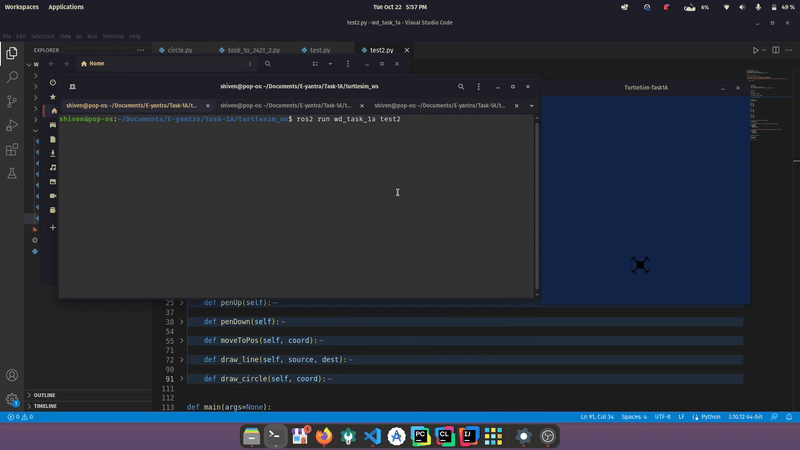 Workspaces Applications Tue Oct 22 5:57 PM 6% 49 %
test2.py - wd_task_1a - Visual Studio Code
File Edit Selection View Go Run Terminal Help
EXPLORER circle.py task_1a_2421_2.py test.py test2.py
Home
shiven@pop-os: ~/Documents/E-yantra/Task-1A/turtlesim_ws
TurtleSim-Task1A
shiven@pop-os: ~/Documents/E-yantra/Task-1A/t... shiven@pop-os: ~/Documents/E-yantra/Task-1A/t... shiven@pop-os: ~/Documents/E-yantra/Task-1A/t...
shiven@pop-os:~/Documents/E-yantra/Task-1A/turtlesim_ws$ ros2 run wd_task_1a test2
25 def penUp(self):
37
38 def penDown(self):
54
55 def moveToPos(self, coord):
71
72 def draw_line(self, source, dest):
90
91 def draw_circle(self, coord):
111
112
113 def main(args=None):
OUTLINE
TIMELINE
0 0 Ln 91, Col 34 Spaces: 4 UTF-8 LF Python 3.10.12 64-bit